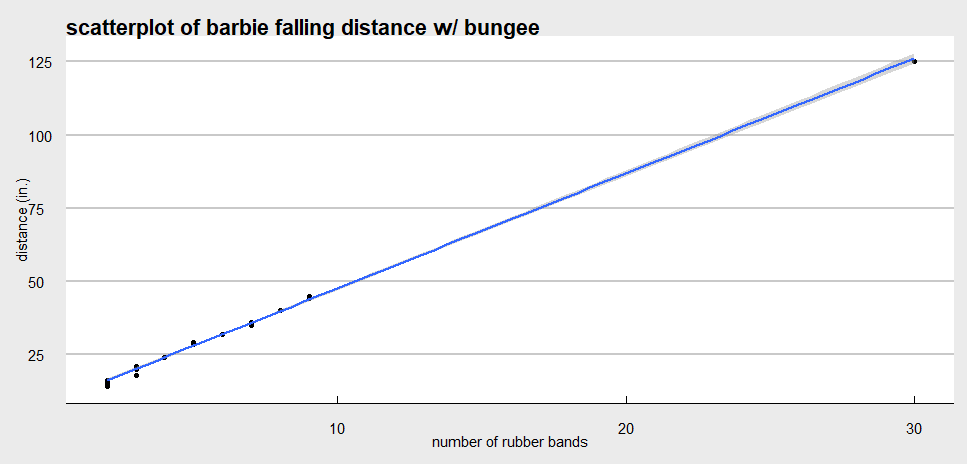 scatterplot of barbie falling distance w/ bungee
125
100
75
50
25
distance (in.)
10 20 30
number of rubber bands